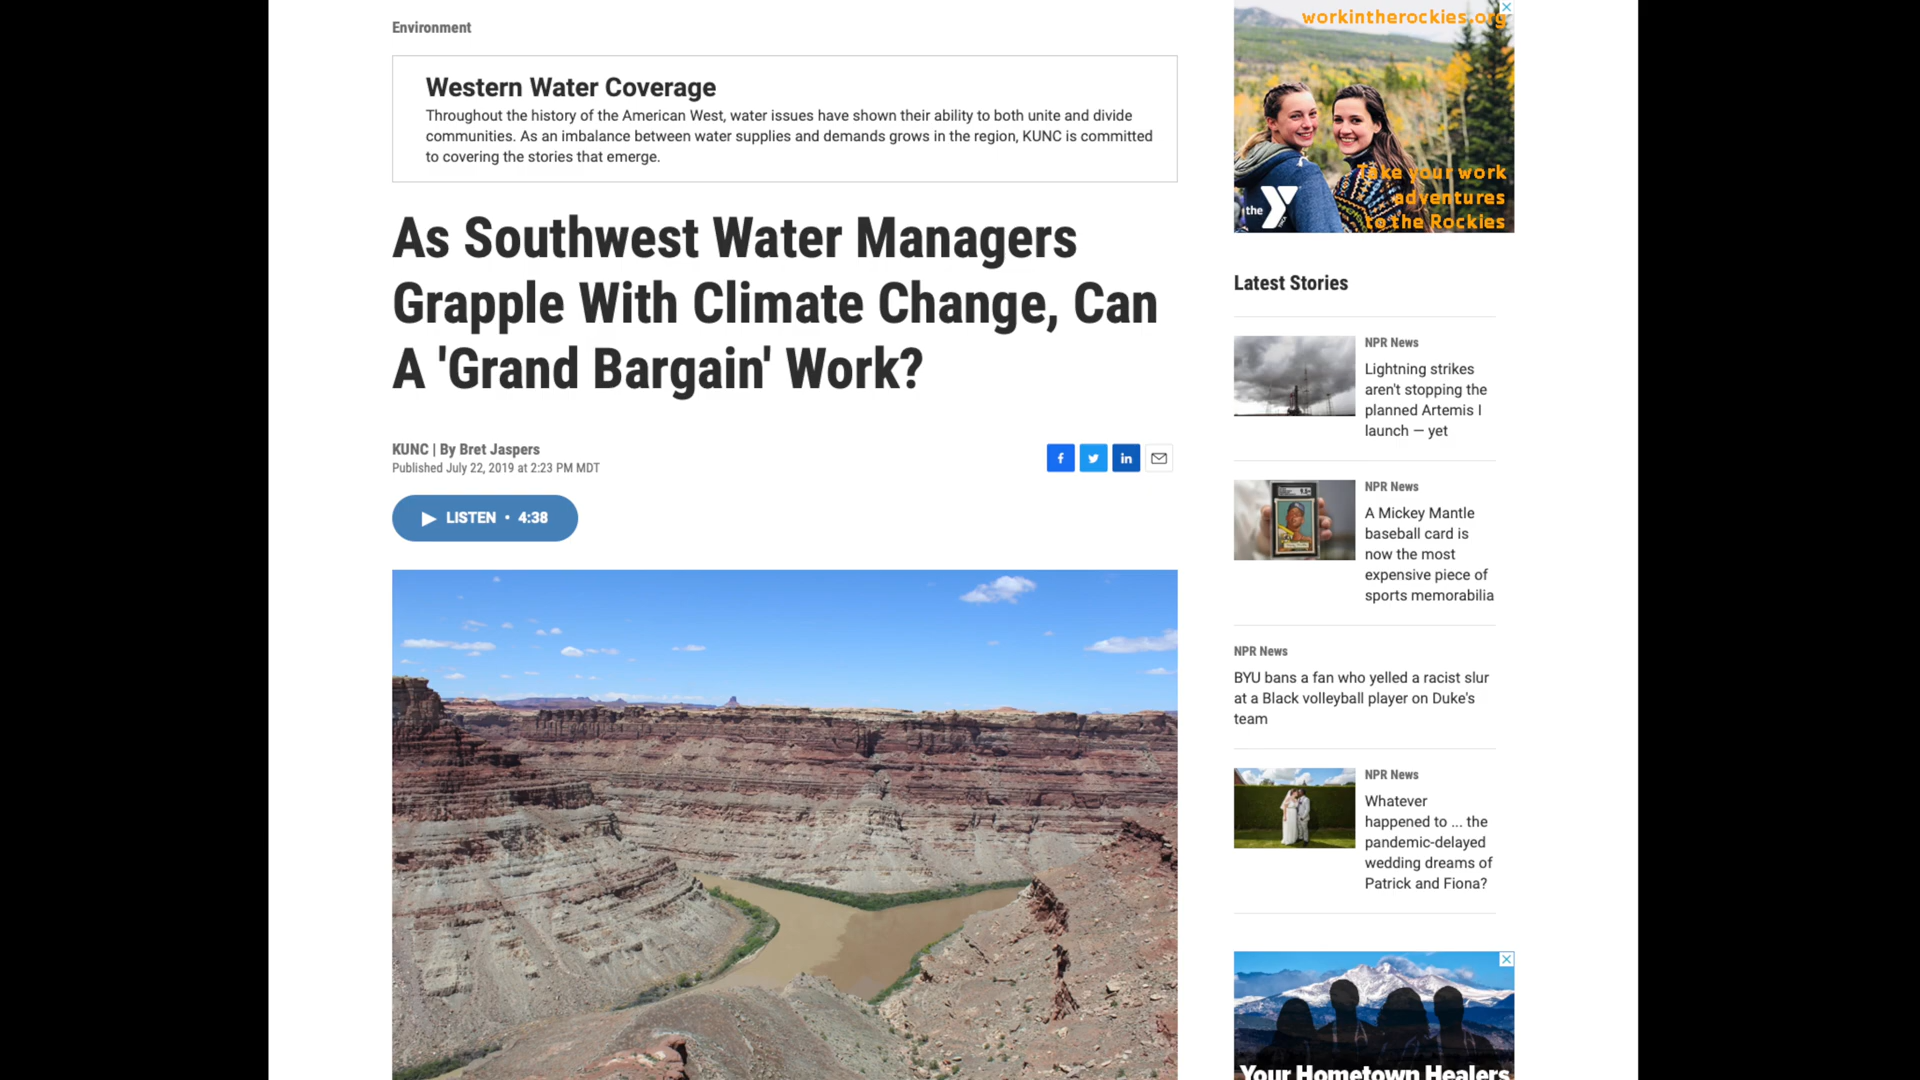 Environment
Western Water Coverage
Throughout the history of the American West, water issues have shown their ability to both unite and divide
communities. As an imbalance between water supplies and demands grows in the region, KUNC is committed
to covering the stories that emerge.
As Southwest Water Managers
Grapple With Climate Change, Can
A 'Grand Bargain' Work?
KUNC | By Bret Jaspers
Published July 22, 2019 at 2:23 PM MDT
LISTEN • 4:38
workintherockies.org
Take your work
adventures
to the Rockies
the Y
Latest Stories
NPR News
Lightning strikes
aren't stopping the
planned Artemis I
launch — yet
NPR News
A Mickey Mantle
baseball card is
now the most
expensive piece of
sports memorabilia
NPR News
BYU bans a fan who yelled a racist slur
at a Black volleyball player on Duke's
team
NPR News
Whatever
happened to ... the
pandemic-delayed
wedding dreams of
Patrick and Fiona?
Your Hometown Healers